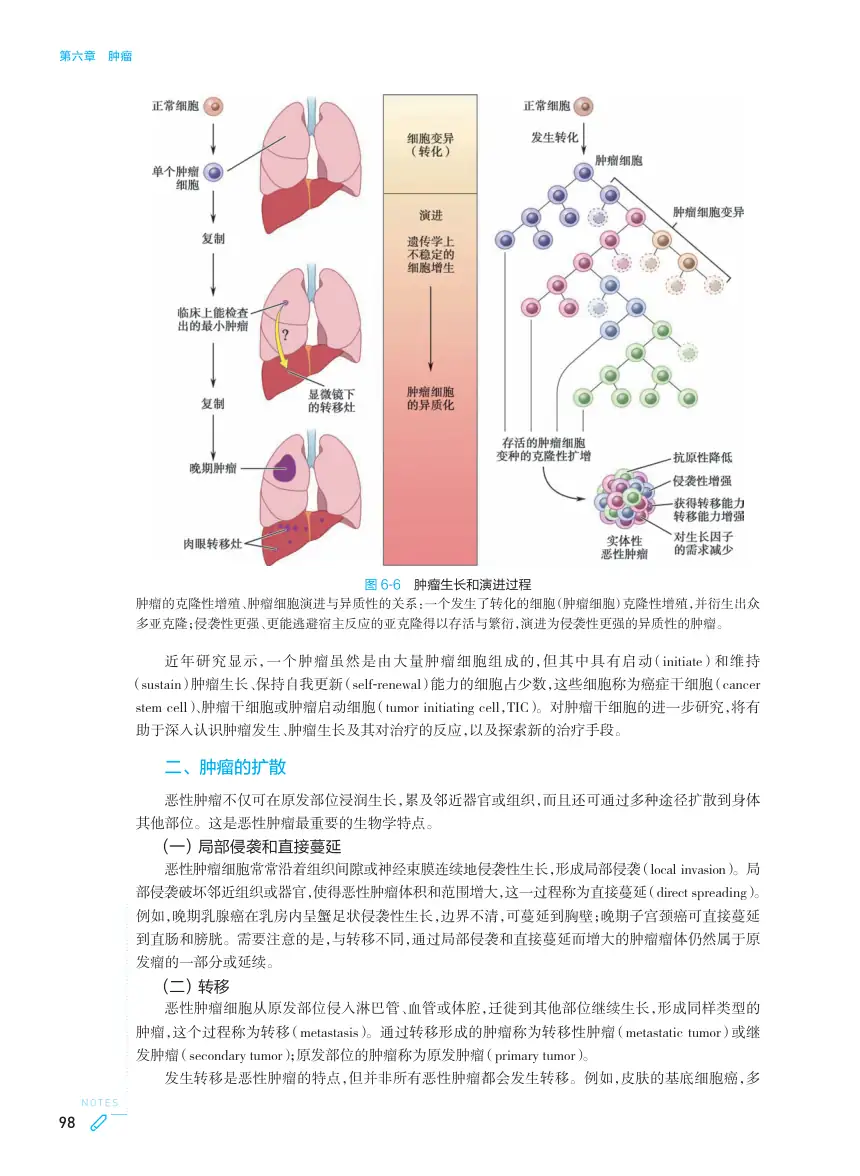 第六章 肿瘤
正常细胞
单个肿瘤
细胞
复制
临床上能检查
出的最小肿瘤
?
显微镜下
的转移灶
复制
晚期肿瘤
肉眼转移灶
细胞变异
（转化）
演进
遗传学上
不稳定的
细胞增生
肿瘤细胞
的异质化
正常细胞
发生转化
肿瘤细胞
肿瘤细胞变异
存活的肿瘤细胞
变种的克隆性扩增
抗原性降低
侵袭性增强
获得转移能力
转移能力增强
对生长因子
的需求减少
实体性
恶性肿瘤
图 6-6 肿瘤生长和演进过程
肿瘤的克隆性增殖、肿瘤细胞演进与异质性的关系：一个发生了转化的细胞（肿瘤细胞）克隆性增殖，并衍生出众
多亚克隆；侵袭性更强、更能逃避宿主反应的亚克隆得以存活与繁衍，演进为侵袭性更强的异质性的肿瘤。
近年研究显示，一个肿瘤虽然是由大量肿瘤细胞组成的，但其中具有启动（initiate）和维持
（sustain）肿瘤生长、保持自我更新（self-renewal）能力的细胞占少数，这些细胞称为癌症干细胞（cancer
stem cell）、肿瘤干细胞或肿瘤启动细胞（tumor initiating cell，TIC）。对肿瘤干细胞的进一步研究，将有
助于深入认识肿瘤发生、肿瘤生长及其对治疗的反应，以及探索新的治疗手段。
二、肿瘤的扩散
恶性肿瘤不仅可在原发部位浸润生长，累及邻近器官或组织，而且还可通过多种途径扩散到身体
其他部位。这是恶性肿瘤最重要的生物学特点。
（一）局部侵袭和直接蔓延
恶性肿瘤细胞常常沿着组织间隙或神经束膜连续地侵袭性生长，形成局部侵袭（local invasion）。局
部侵袭破坏邻近组织或器官，使得恶性肿瘤体积和范围增大，这一过程称为直接蔓延（direct spreading）。
例如，晚期乳腺癌在乳房内呈蟹足状侵袭性生长，边界不清，可蔓延到胸壁；晚期子宫颈癌可直接蔓延
到直肠和膀胱。需要注意的是，与转移不同，通过局部侵袭和直接蔓延而增大的肿瘤瘤体仍然属于原
发瘤的一部分或延续。
（二）转移
恶性肿瘤细胞从原发部位侵入淋巴管、血管或体腔，迁徙到其他部位继续生长，形成同样类型的
肿瘤，这个过程称为转移（metastasis）。通过转移形成的肿瘤称为转移性肿瘤（metastatic tumor）或继
发肿瘤（secondary tumor）；原发部位的肿瘤称为原发肿瘤（primary tumor）。
发生转移是恶性肿瘤的特点，但并非所有恶性肿瘤都会发生转移。例如，皮肤的基底细胞癌，多
NOTES
98